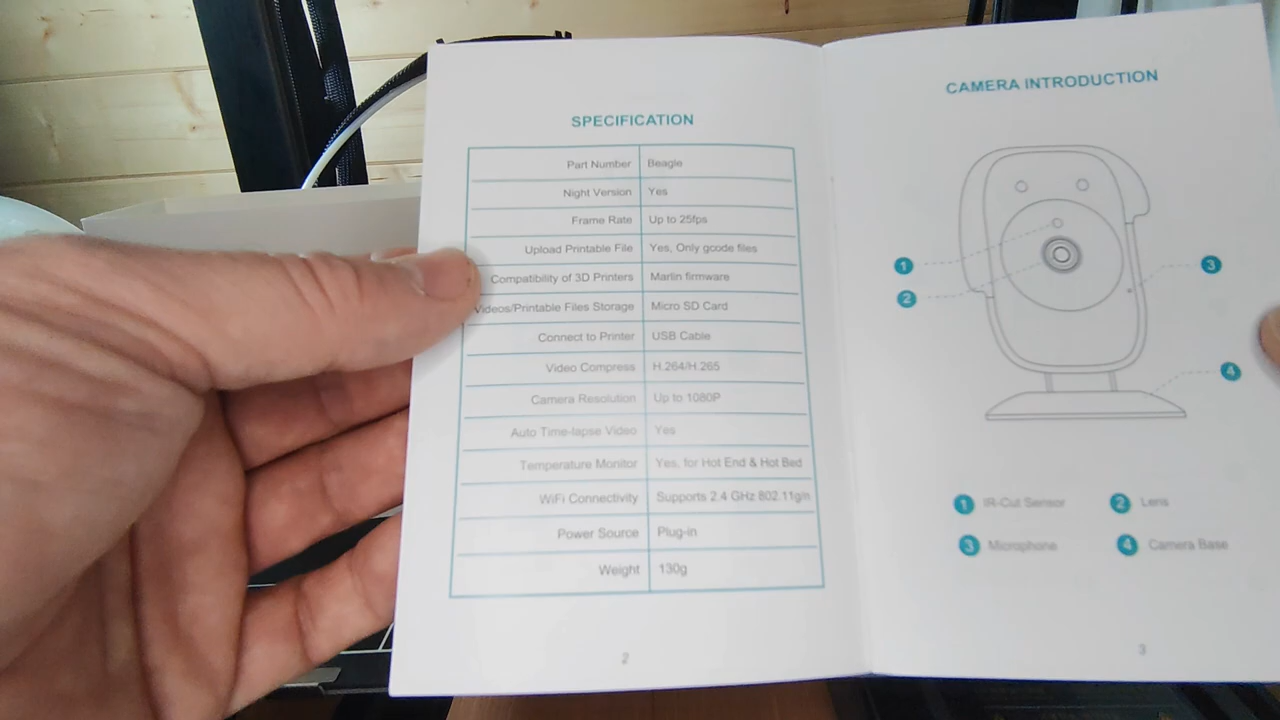 SPECIFICATION
Part Number Beagle
Night Version Yes
Frame Rate Up to 25fps
Upload Printable File Yes, Only gcode files
Compatibility of 3D Printers Marlin firmware
Videos/Printable Files Storage Micro SD Card
Connect to Printer USB Cable
Video Compress H.264/H.265
Camera Resolution Up to 1080P
Auto Time-lapse Video Yes
Temperature Monitor Yes, for Hot End & Hot Bed
WiFi Connectivity Supports 2.4 GHz 802.11g/n
Power Source Plug-in
Weight 130g
2
CAMERA INTRODUCTION
1
2
3
4
1 IR-Cut Sensor 2 Lens
3 Microphone 4 Camera Base
3